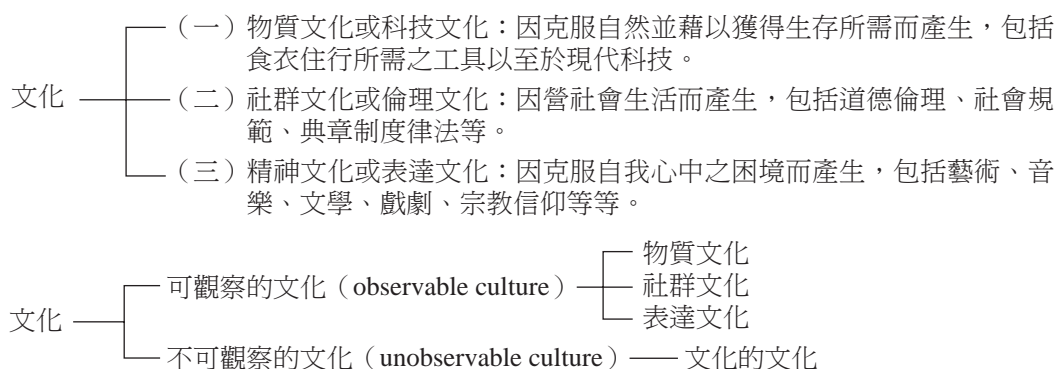 （一）物質文化或科技文化：因克服自然並藉以獲得生存所需而產生，包括
食衣住行所需之工具以至於現代科技。
文化
（二）社群文化或倫理文化：因營社會生活而產生，包括道德倫理、社會規
範、典章制度律法等。
（三）精神文化或表達文化：因克服自我心中之困境而產生，包括藝術、音
樂、文學、戲劇、宗教信仰等等。
物質文化
可觀察的文化（observable culture）
社群文化
表達文化
文化
不可觀察的文化（unobservable culture）
文化的文化